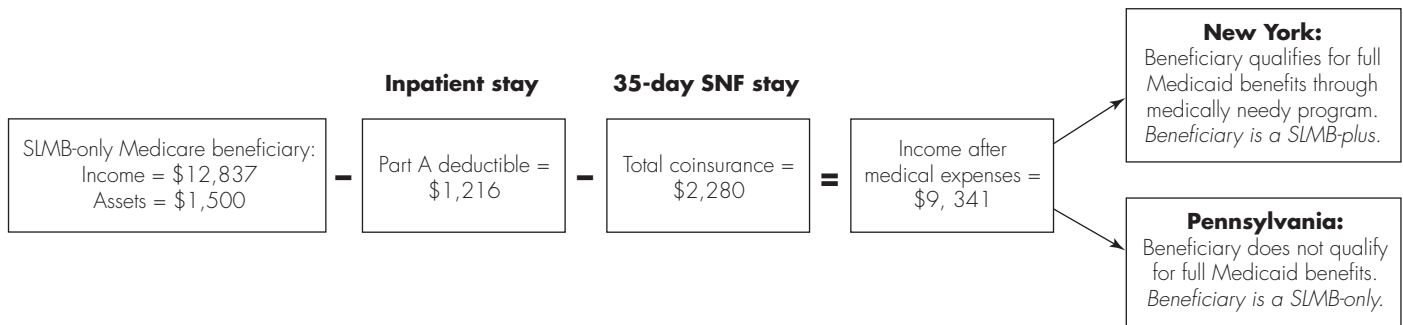 Inpatient stay
35-day SNF stay
SLMB-only Medicare beneficiary:
Income = $12,837
Assets = $1,500
–
Part A deductible =
$1,216
–
Total coinsurance =
$2,280
=
Income after
medical expenses =
$9, 341
New York:
Beneficiary qualifies for full
Medicaid benefits through
medically needy program.
Beneficiary is a SLMB-plus.
Pennsylvania:
Beneficiary does not qualify
for full Medicaid benefits.
Beneficiary is a SLMB-only.